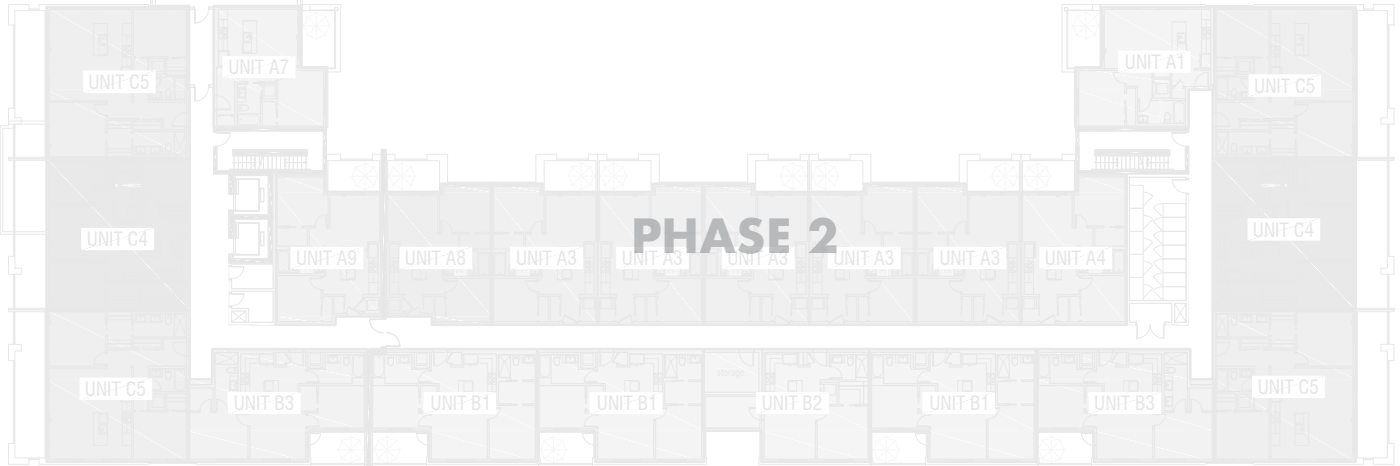 UNIT A7
UNIT A1
UNIT C5
UNIT C5
PHASE 2
UNIT C4
UNIT C4
UNIT A9
UNIT A8
UNIT A3
UNIT A3
UNIT A3
UNIT A3
UNIT A3
UNIT A4
UNIT C5
UNIT C5
UNIT B3
UNIT B1
UNIT B1
UNIT B2
UNIT B1
UNIT B3